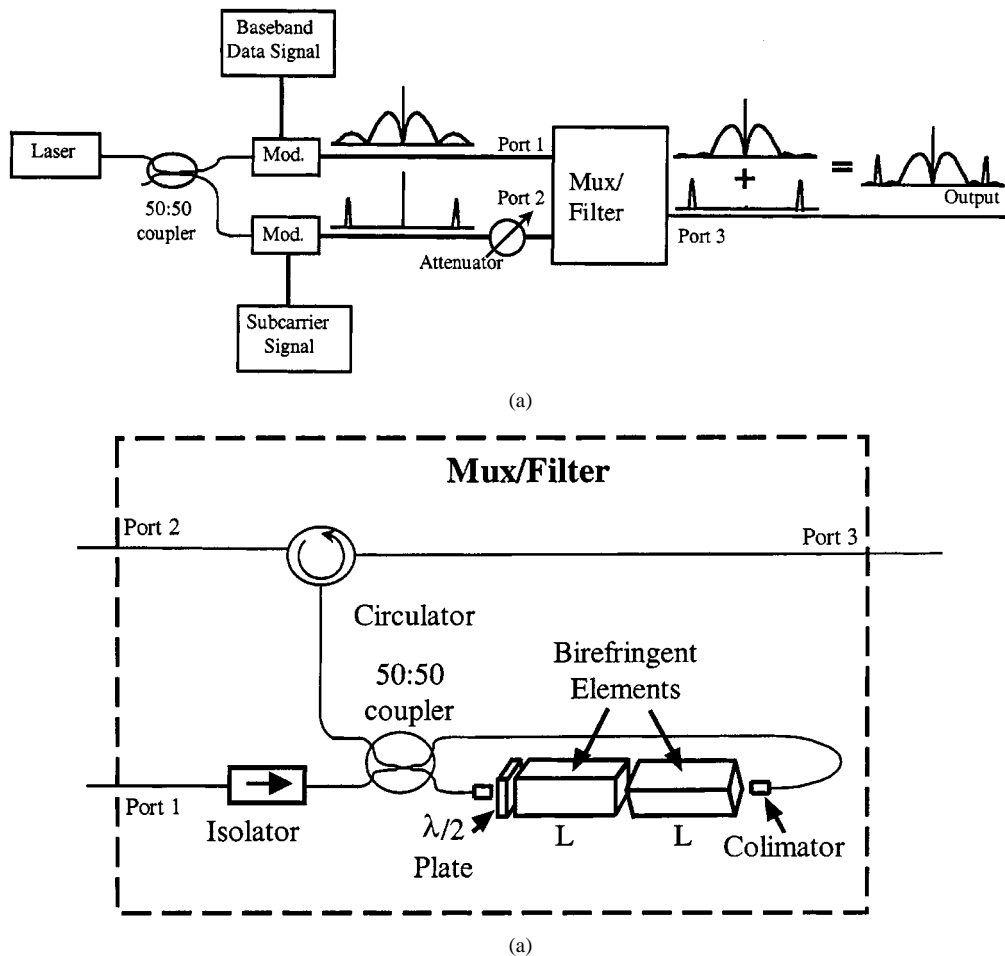 Baseband
Data Signal
Laser
Mod.
Port 1
50:50
coupler
Mod.
Port 2
Attenuator
Mux/
Filter
+
=
Output
Port 3
Subcarrier
Signal
(a)
Mux/Filter
Port 2
Port 3
Circulator
50:50
coupler
Birefringent
Elements
Port 1
Isolator
λ/2
Plate
L
L
Colimator
(a)